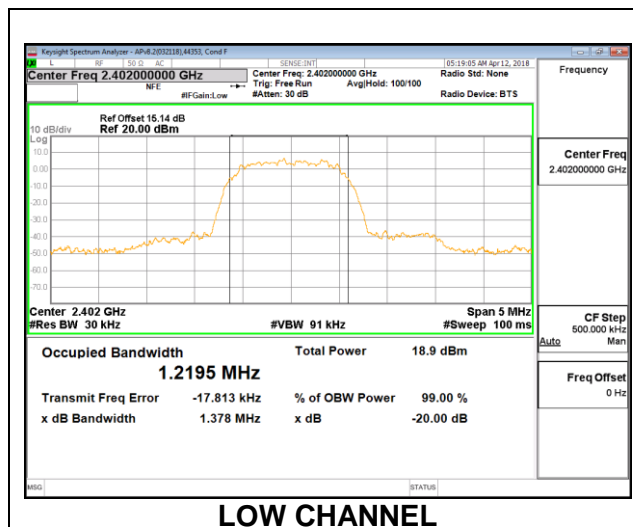 Keysight Spectrum Analyzer - APv8.2(032118),44353, Cond F
L RF 50 Ω AC SENSE:INT 05:19:05 AM Apr 12, 2018
Center Freq 2.402000000 GHz Center Freq: 2.402000000 GHz Radio Std: None Frequency
NFE Trig: Free Run Avg|Hold: 100/100
#IFGain:Low #Atten: 30 dB Radio Device: BTS
Ref Offset 15.14 dB
10 dB/div Ref 20.00 dBm
Log
10.0
0.00
-10.0
-20.0
-30.0
-40.0
-50.0
-60.0
-70.0
Center Freq
2.402000000 GHz
Center 2.402 GHz Span 5 MHz
#Res BW 30 kHz #VBW 91 kHz #Sweep 100 ms
CF Step
500.000 kHz
Auto Man
Occupied Bandwidth Total Power 18.9 dBm
1.2195 MHz
Transmit Freq Error -17.813 kHz % of OBW Power 99.00 %
x dB Bandwidth 1.378 MHz x dB -20.00 dB
Freq Offset
0 Hz
MSG STATUS
LOW CHANNEL